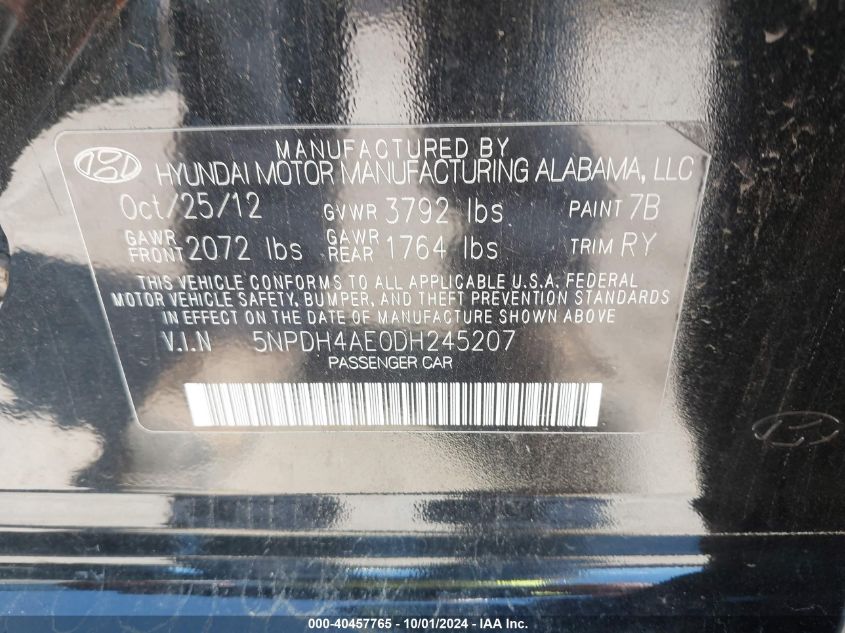 MANUFACTURED BY
HYUNDAI MOTOR MANUFACTURING ALABAMA, LLC
Oct/25/12 GVWR 3792 lbs PAINT 7B
GAWR FRONT 2072 lbs GAWR REAR 1764 lbs TRIM RY
THIS VEHICLE CONFORMS TO ALL APPLICABLE U.S.A. FEDERAL
MOTOR VEHICLE SAFETY, BUMPER, AND THEFT PREVENTION STANDARDS
IN EFFECT ON THE DATE OF MANUFACTURE SHOWN ABOVE.
V.I.N 5NPDH4AE0DH245207
PASSENGER CAR
000-40457765 - 10/01/2024 - IAA Inc.